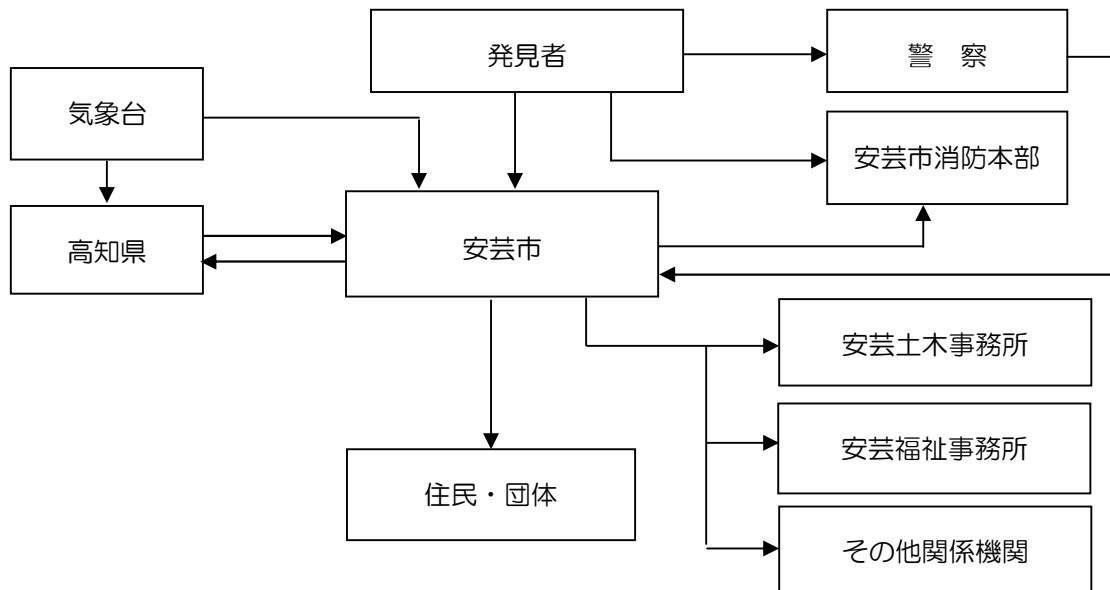 発見者
警 察
気象台
安芸市消防本部
高知県
安芸市
安芸土木事務所
安芸福祉事務所
住民・団体
その他関係機関